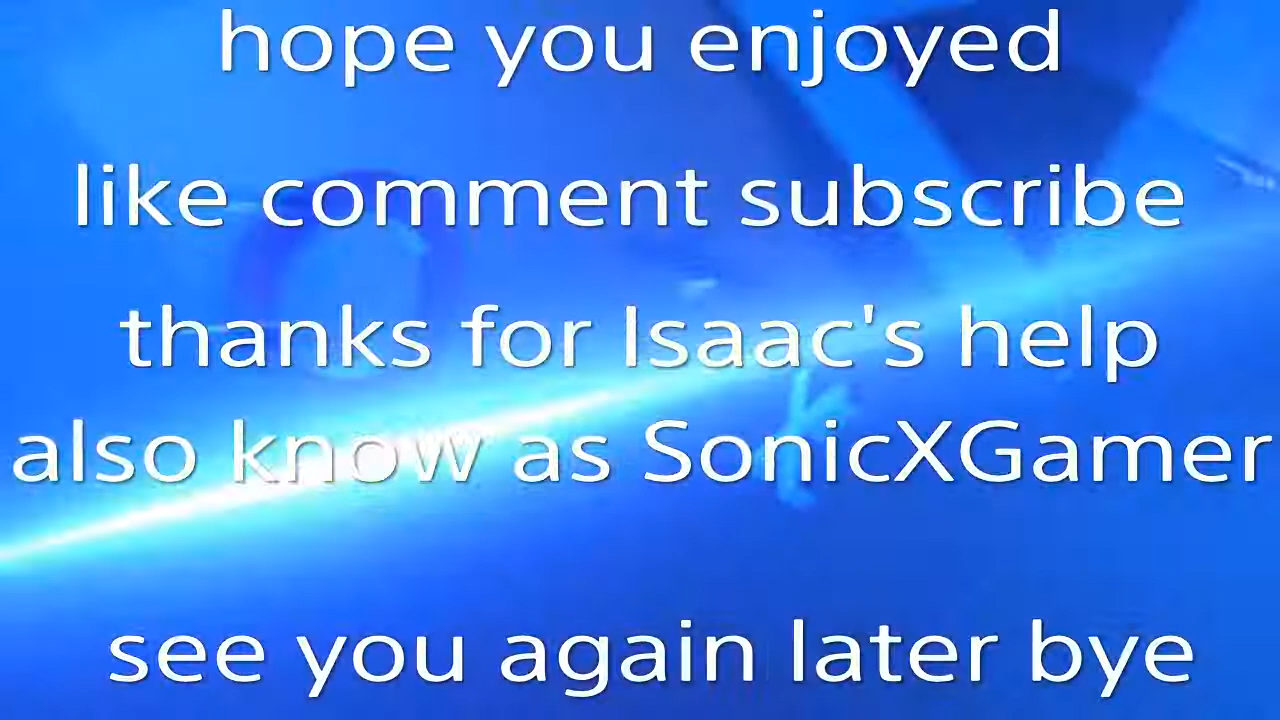 hope you enjoyed
like comment subscribe
thanks for Isaac's help
also know as SonicXGamer
see you again later bye